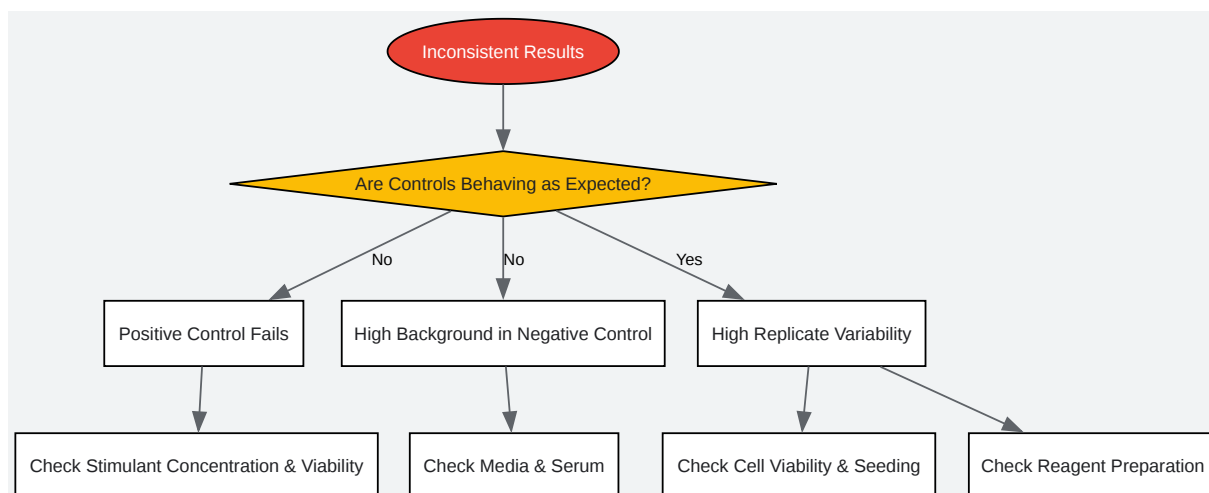 Inconsistent Results
Are Controls Behaving as Expected?
No
No
Yes
Positive Control Fails
High Background in Negative Control
High Replicate Variability
Check Stimulant Concentration & Viability
Check Media & Serum
Check Cell Viability & Seeding
Check Reagent Preparation